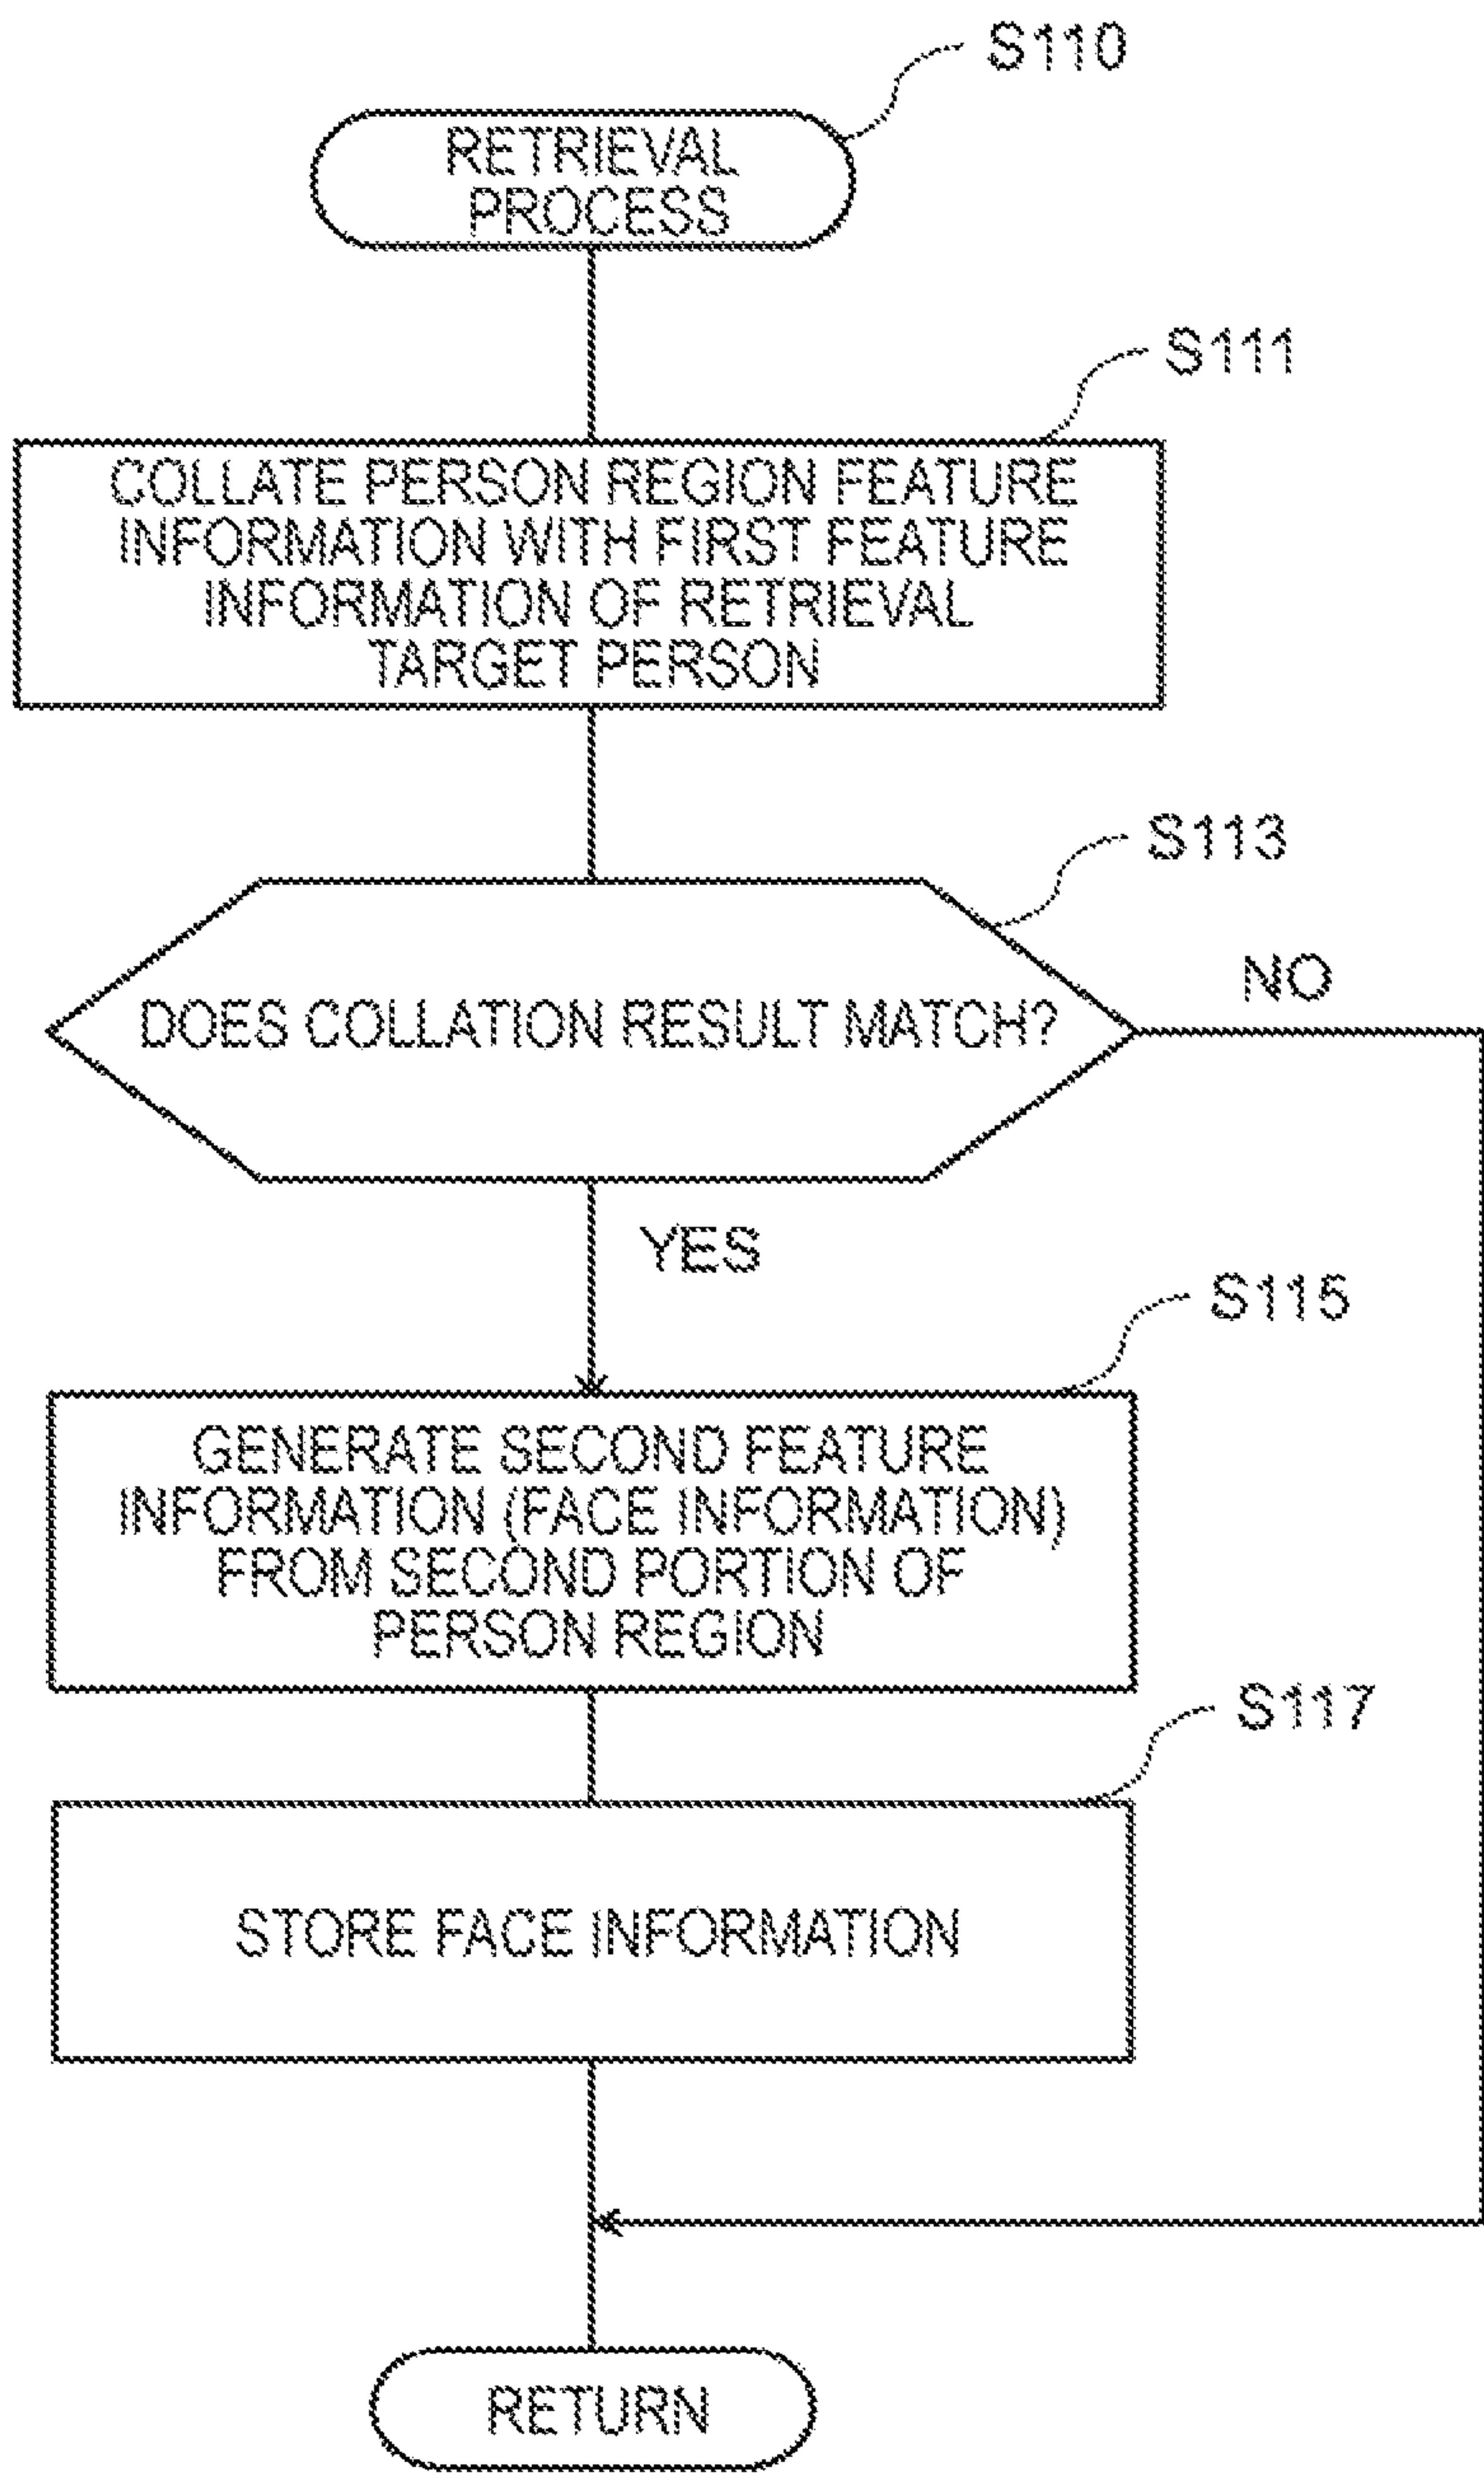 S110
RETRIEVAL
PROCESS
S111
COLLATE PERSON REGION FEATURE
INFORMATION WITH FIRST FEATURE
INFORMATION OF RETRIEVAL
TARGET PERSON
S113
DOES COLLATION RESULT MATCH?
NO
YES
S115
GENERATE SECOND FEATURE
INFORMATION (FACE INFORMATION)
FROM SECOND PORTION OF
PERSON REGION
S117
STORE FACE INFORMATION
RETURN